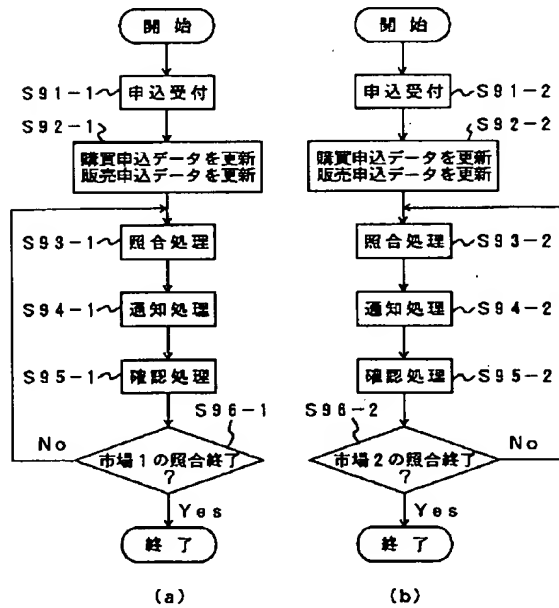 開始
S91-1
申込受付
S92-1
購買申込データを更新
販売申込データを更新
S93-1
照合処理
S94-1
通知処理
S95-1
確認処理
S96-1
No
市場1の照合終了
?
Yes
終了
(a)
開始
申込受付
S91-2
S92-2
購買申込データを更新
販売申込データを更新
照合処理
S93-2
通知処理
S94-2
確認処理
S95-2
S96-2
市場2の照合終了
?
No
Yes
終了
(b)